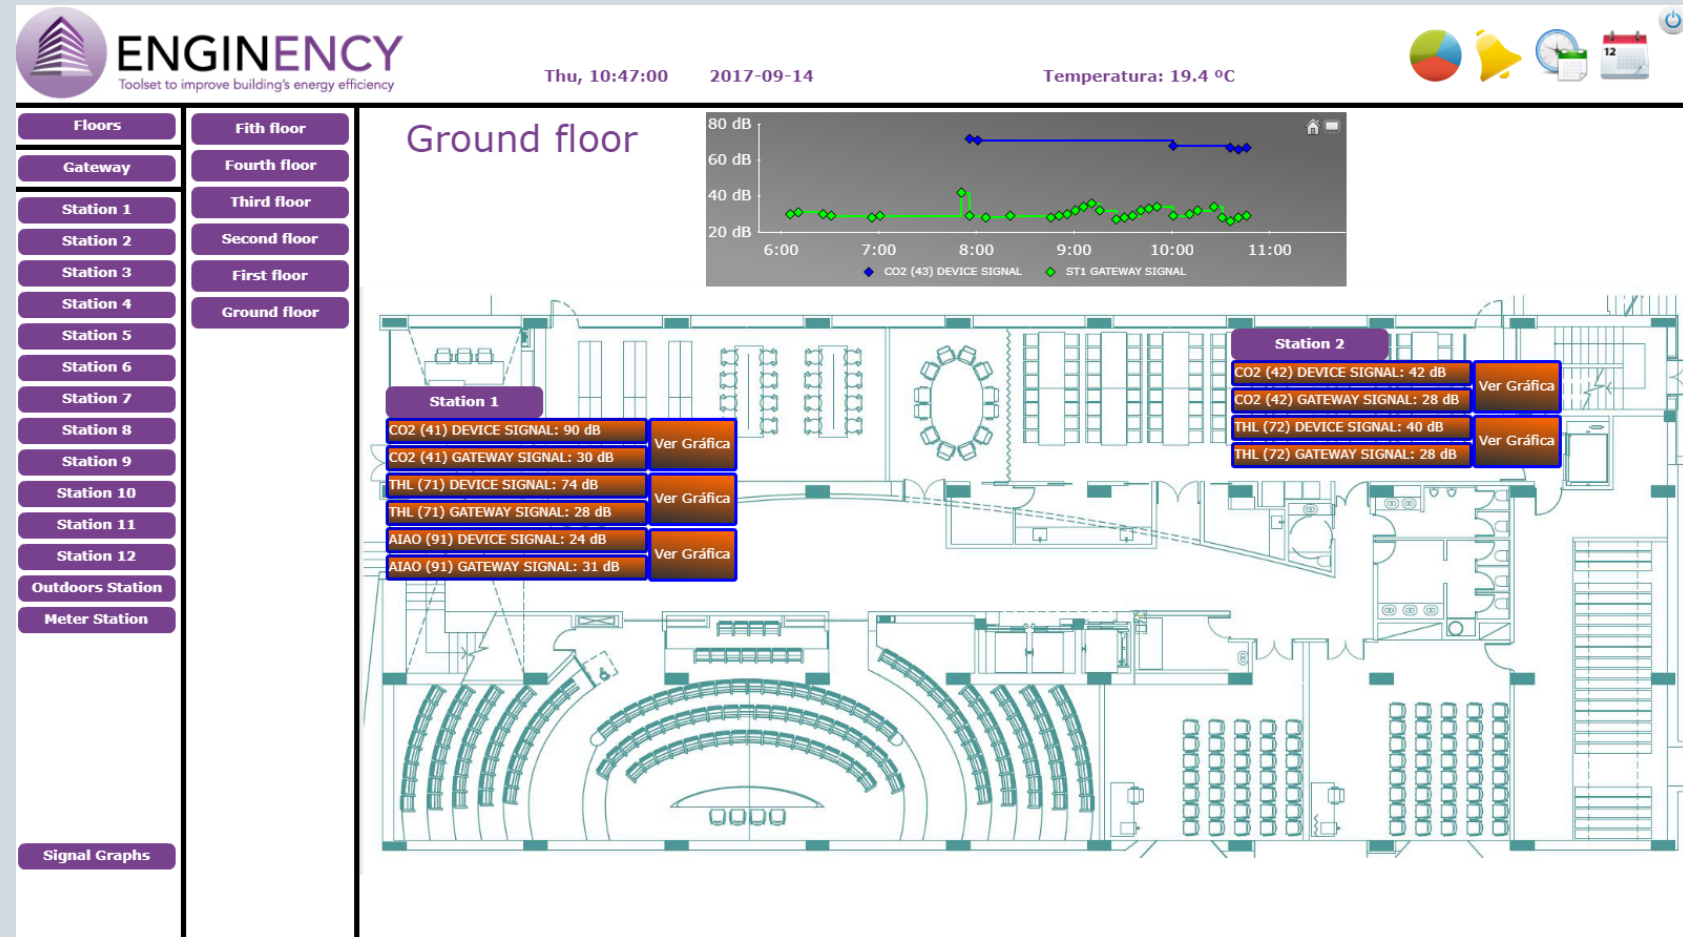 ENGINENCY
Toolset to improve building's energy efficiency
Thu, 10:47:00 2017-09-14
Temperatura: 19.4 ºC
12
Floors
Gateway
Station 1
Station 2
Station 3
Station 4
Station 5
Station 6
Station 7
Station 8
Station 9
Station 10
Station 11
Station 12
Outdoors Station
Meter Station
Signal Graphs
Fith floor
Fourth floor
Third floor
Second floor
First floor
Ground floor
Ground floor
80 dB
60 dB
40 dB
20 dB
6:00 7:00 8:00 9:00 10:00 11:00
CO2 (43) DEVICE SIGNAL ST1 GATEWAY SIGNAL
Station 1
CO2 (41) DEVICE SIGNAL: 90 dB
CO2 (41) GATEWAY SIGNAL: 30 dB
Ver Gráfica
THL (71) DEVICE SIGNAL: 74 dB
THL (71) GATEWAY SIGNAL: 28 dB
Ver Gráfica
AIAO (91) DEVICE SIGNAL: 24 dB
AIAO (91) GATEWAY SIGNAL: 31 dB
Ver Gráfica
Station 2
CO2 (42) DEVICE SIGNAL: 42 dB
CO2 (42) GATEWAY SIGNAL: 28 dB
Ver Gráfica
THL (72) DEVICE SIGNAL: 40 dB
THL (72) GATEWAY SIGNAL: 28 dB
Ver Gráfica